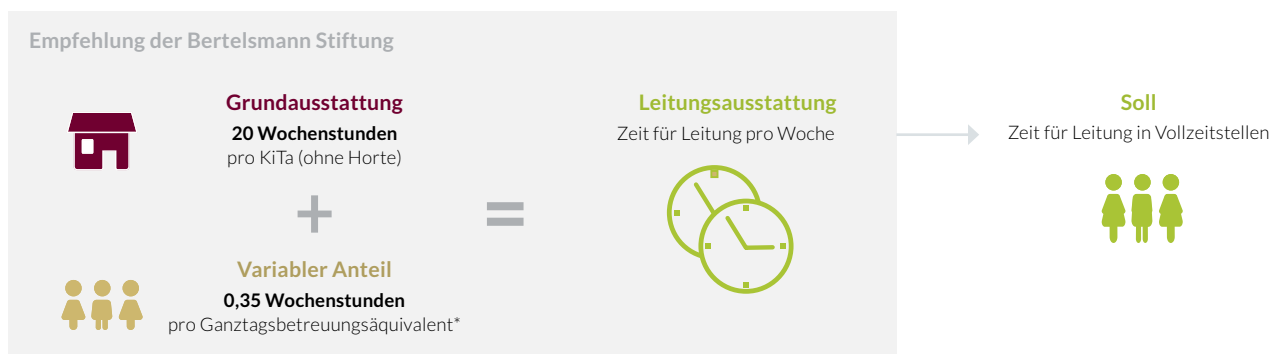 Empfehlung der Bertelsmann Stiftung
Grundausstattung
20 Wochenstunden
pro KiTa (ohne Horte)
+
Variabler Anteil
0,35 Wochenstunden
pro Ganztagsbetreuungsäquivalent*
=
Leitungsausstattung
Zeit für Leitung pro Woche
Soll
Zeit für Leitung in Vollzeitstellen